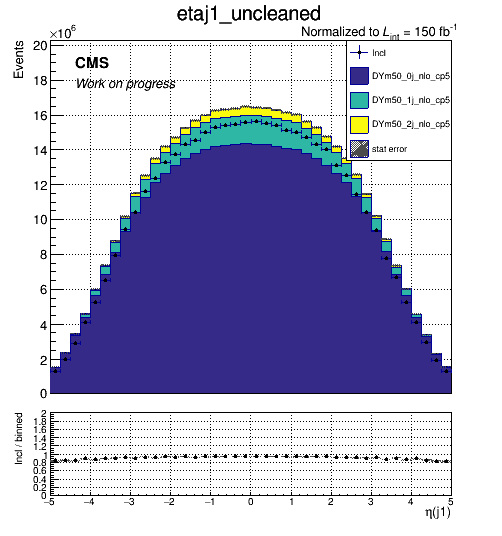 etaj1_uncleaned
×10⁶
Normalized to L_int = 150 fb⁻¹
Events
20
18
16
14
12
10
8
6
4
2
0
CMS
Work on progress
Incl
DYm50_0j_nlo_cp5
DYm50_1j_nlo_cp5
DYm50_2j_nlo_cp5
stat error
Incl / binned
2
1.8
1.6
1.4
1.2
1
0.8
0.6
0.4
0.2
0
−5 −4 −3 −2 −1 0 1 2 3 4 5
η(j1)